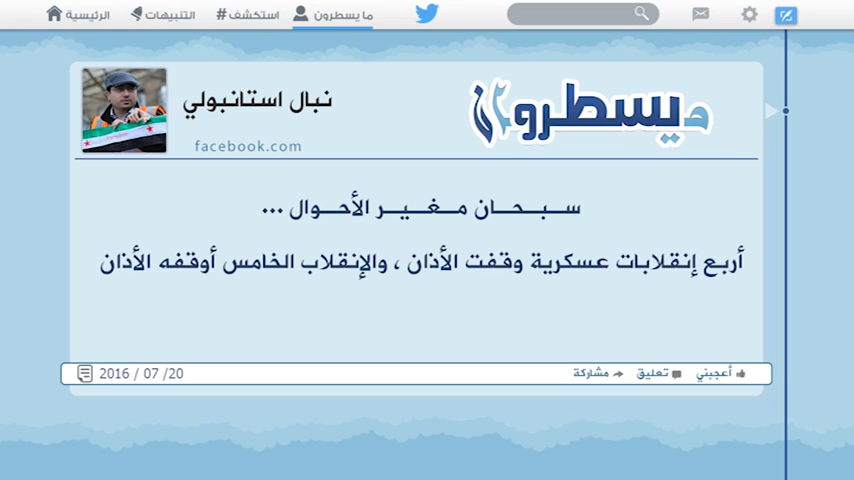 الرئيسية التنبيهات استكشف# ما يسطرون
ما يسطرون
نبال استانبولي
facebook.com
سبحان مغير الأحوال ...
أربع إنقلابات عسكرية وقفت الأذان ، والإنقلاب الخامس أوقفه الأذان
أعجبني تعليق مشاركة
2016 / 07 /20